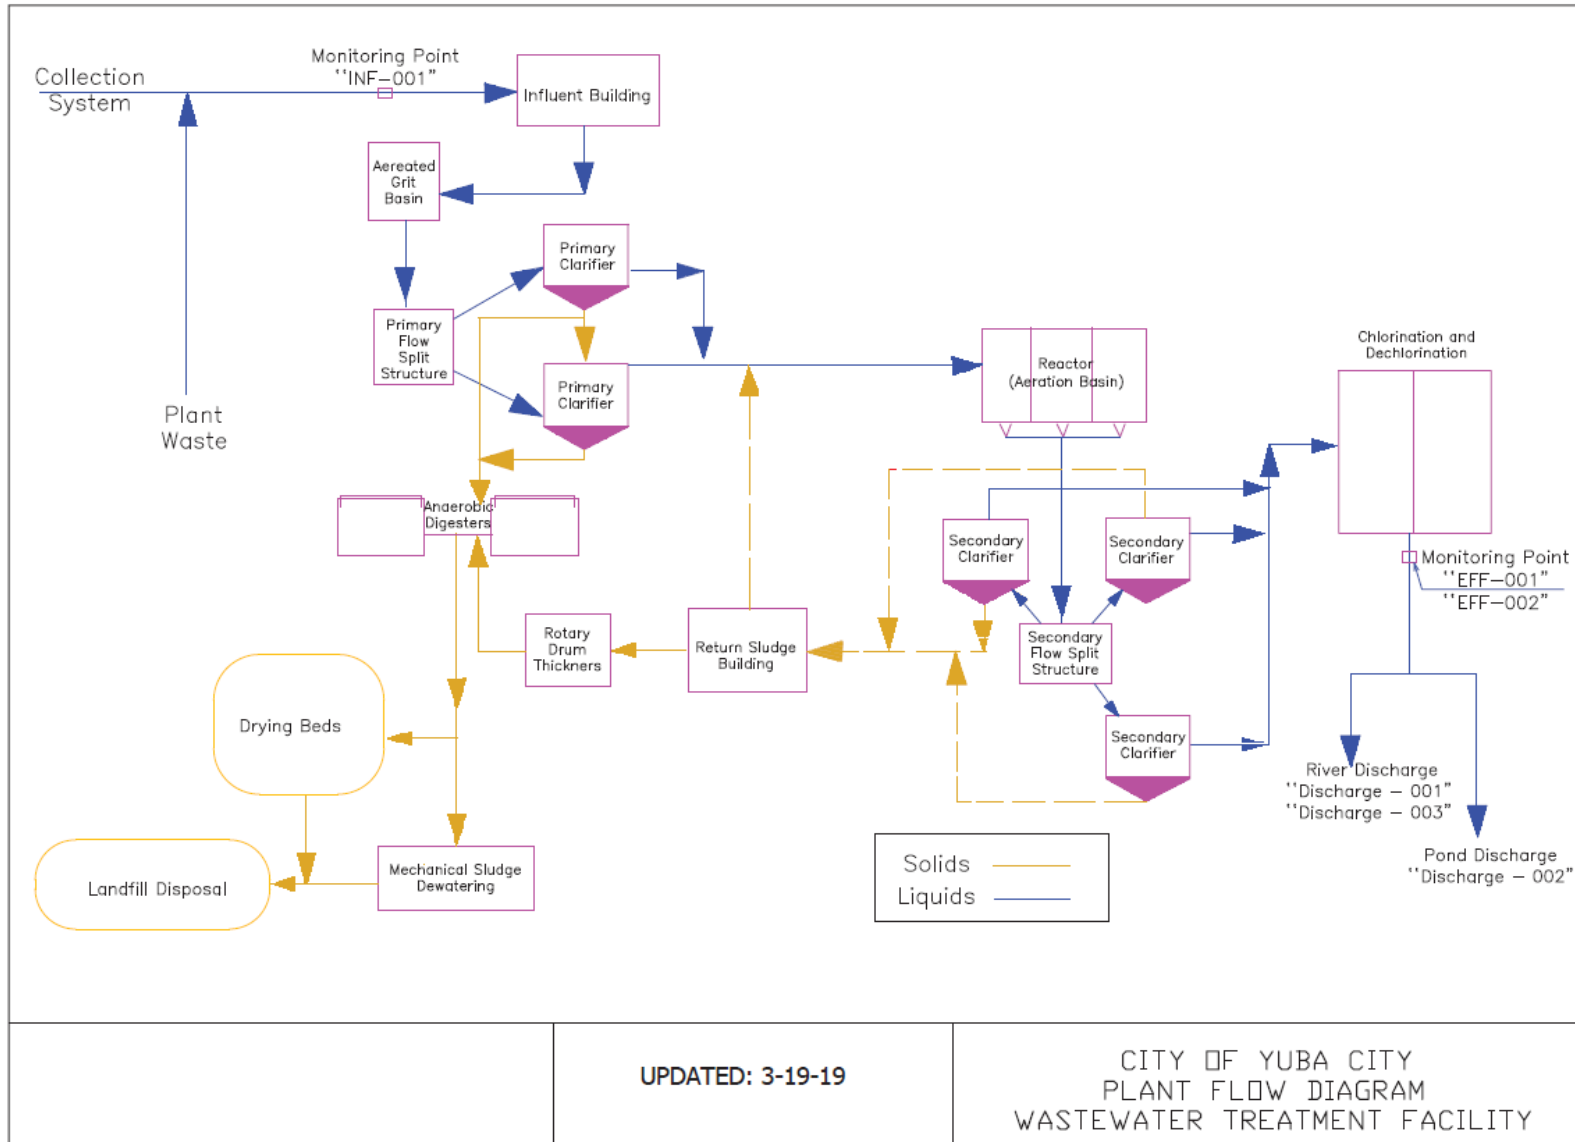 Monitoring Point
"INF-001"
Collection
System
Influent Building
Aereated
Grit
Basin
Primary
Clarifier
Primary
Flow
Split
Structure
Primary
Clarifier
Reactor
(Aeration Basin)
Chlorination and
Dechlorination
Plant
Waste
Anaerobic
Digesters
Secondary
Clarifier
Secondary
Clarifier
Monitoring Point
"EFF-001"
"EFF-002"
Rotary
Drum
Thickners
Return Sludge
Building
Secondary
Flow Split
Structure
Drying Beds
Secondary
Clarifier
River Discharge
"Discharge - 001"
"Discharge - 003"
Pond Discharge
"Discharge - 002"
Mechanical Sludge
Dewatering
Landfill Disposal
Solids
Liquids
UPDATED: 3-19-19
CITY OF YUBA CITY
PLANT FLOW DIAGRAM
WASTEWATER TREATMENT FACILITY